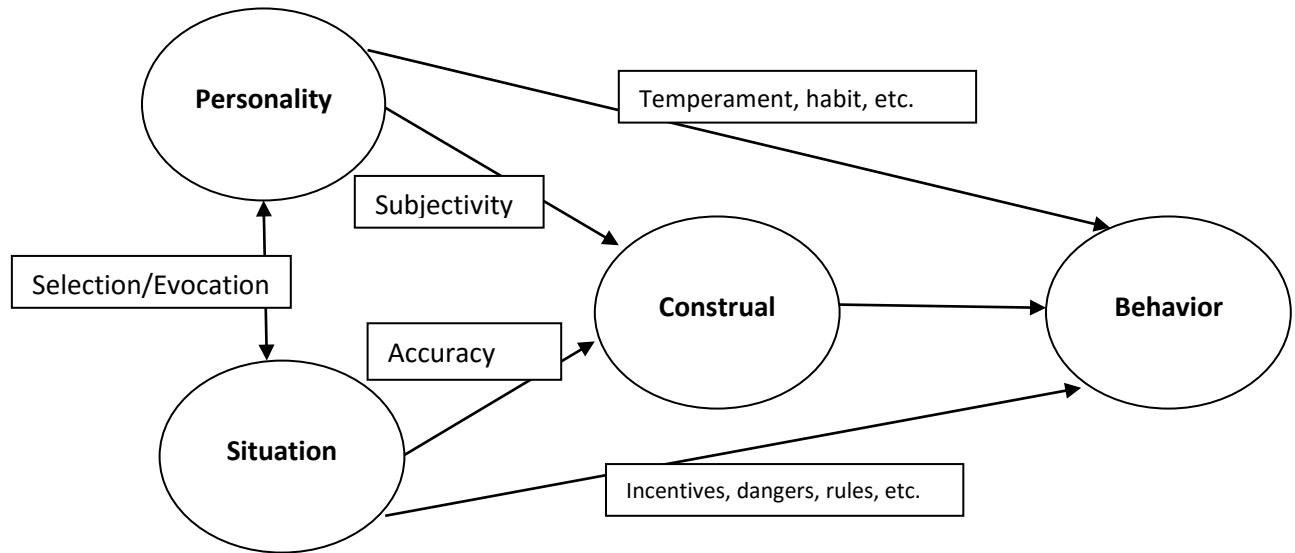 Personality
Temperament, habit, etc.
Subjectivity
Selection/Evocation
Construal
Behavior
Accuracy
Situation
Incentives, dangers, rules, etc.